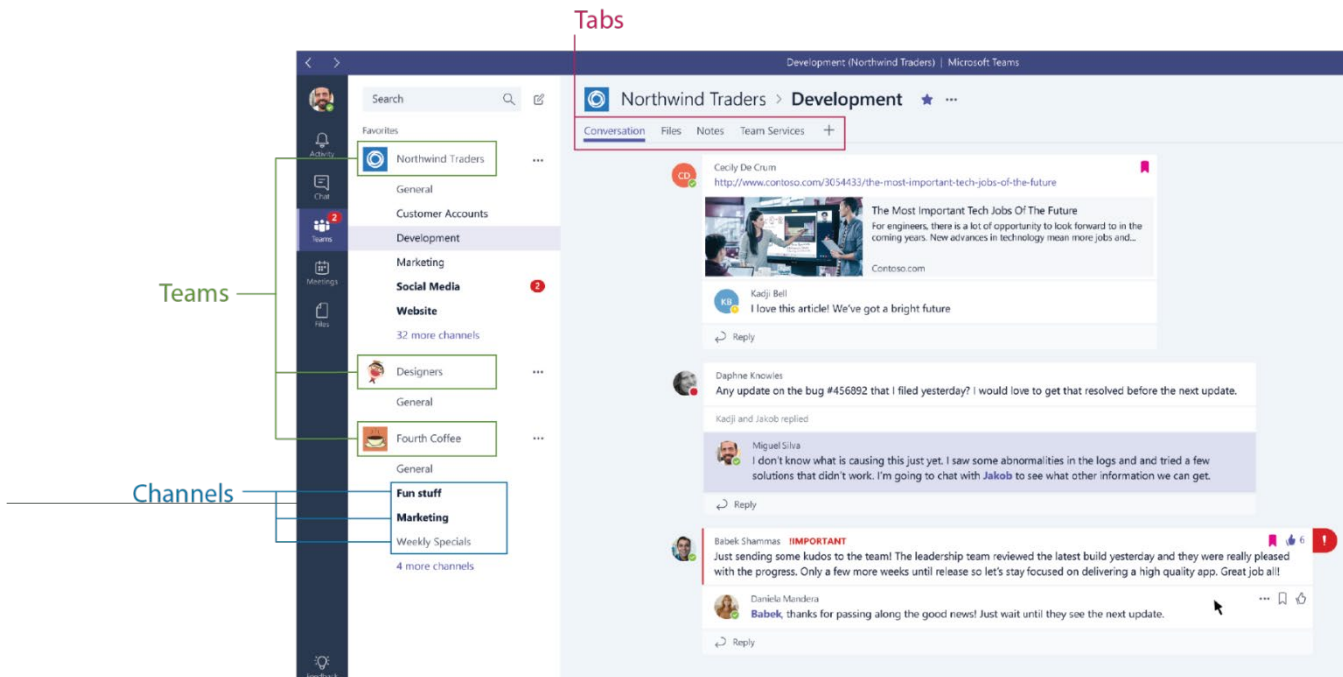 Tabs
Development (Northwind Traders) | Microsoft Teams
Search
Northwind Traders > Development
Conversation Files Notes Team Services +
Activity
Chat
2
Teams
Meetings
Files
Feedback
Favorites
Northwind Traders
General
Customer Accounts
Development
Marketing
Social Media 2
Website
32 more channels
Designers
General
Fourth Coffee
General
Fun stuff
Marketing
Weekly Specials
4 more channels
Teams
Channels
CD
Cecily De Crum
http://www.contoso.com/3054433/the-most-important-tech-jobs-of-the-future
The Most Important Tech Jobs Of The Future
For engineers, there is a lot of opportunity to look forward to in the
coming years. New advances in technology mean more jobs and...
Contoso.com
KB
Kadji Bell
I love this article! We've got a bright future
Reply
Daphne Knowles
Any update on the bug #456892 that I filed yesterday? I would love to get that resolved before the next update.
Kadji and Jakob replied
Miguel Silva
I don't know what is causing this just yet. I saw some abnormalities in the logs and and tried a few
solutions that didn't work. I'm going to chat with Jakob to see what other information we can get.
Reply
Babek Shammas !IMPORTANT 6 !
Just sending some kudos to the team! The leadership team reviewed the latest build yesterday and they were really pleased
with the progress. Only a few more weeks until release so let's stay focused on delivering a high quality app. Great job all!
Daniela Mandera
Babek, thanks for passing along the good news! Just wait until they see the next update.
Reply